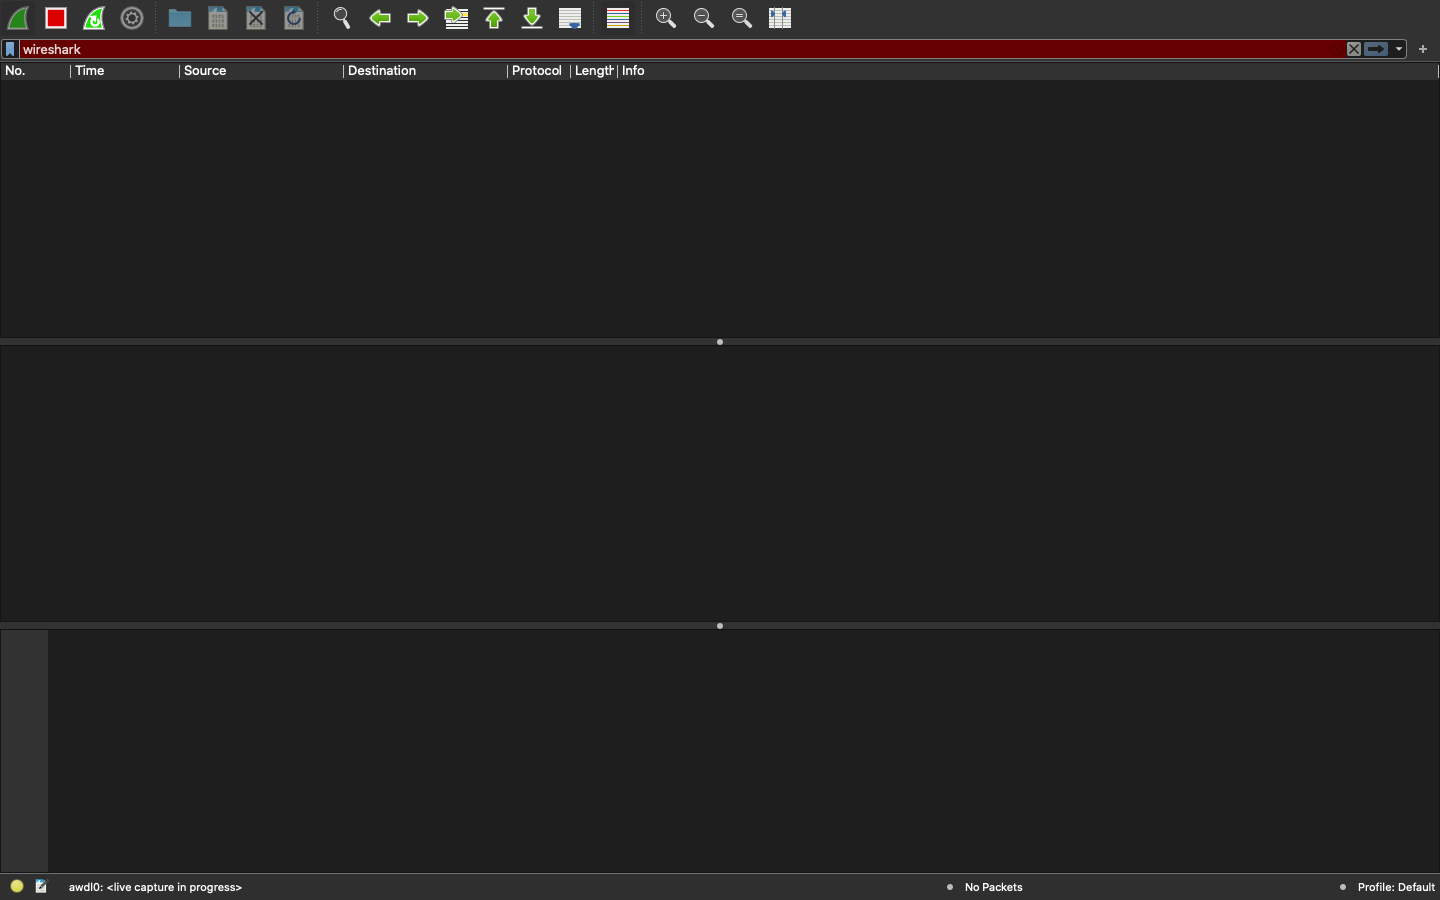 wireshark
No. Time Source Destination Protocol Length Info
awdl0: <live capture in progress> No Packets Profile: Default